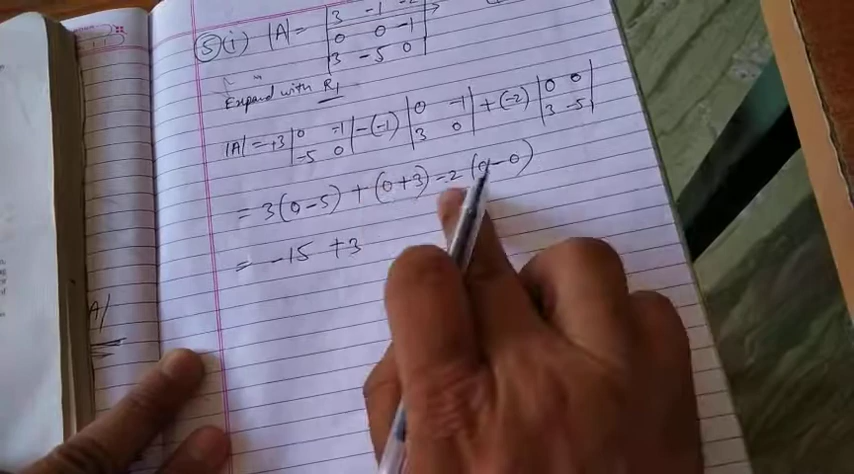 5 (i) |A| = | 3 -1 -2 |
| 0 0 -1 |
| 3 -5 0 |
Expand with R1
|A| = +3 | 0 -1 | -(-1) | 0 -1 | +(-2) | 0 0 |
| -5 0 | | 3 0 | | 3 -5 |
= 3(0-5) + (0+3) =2 (0-0)
= -15 +3
A/